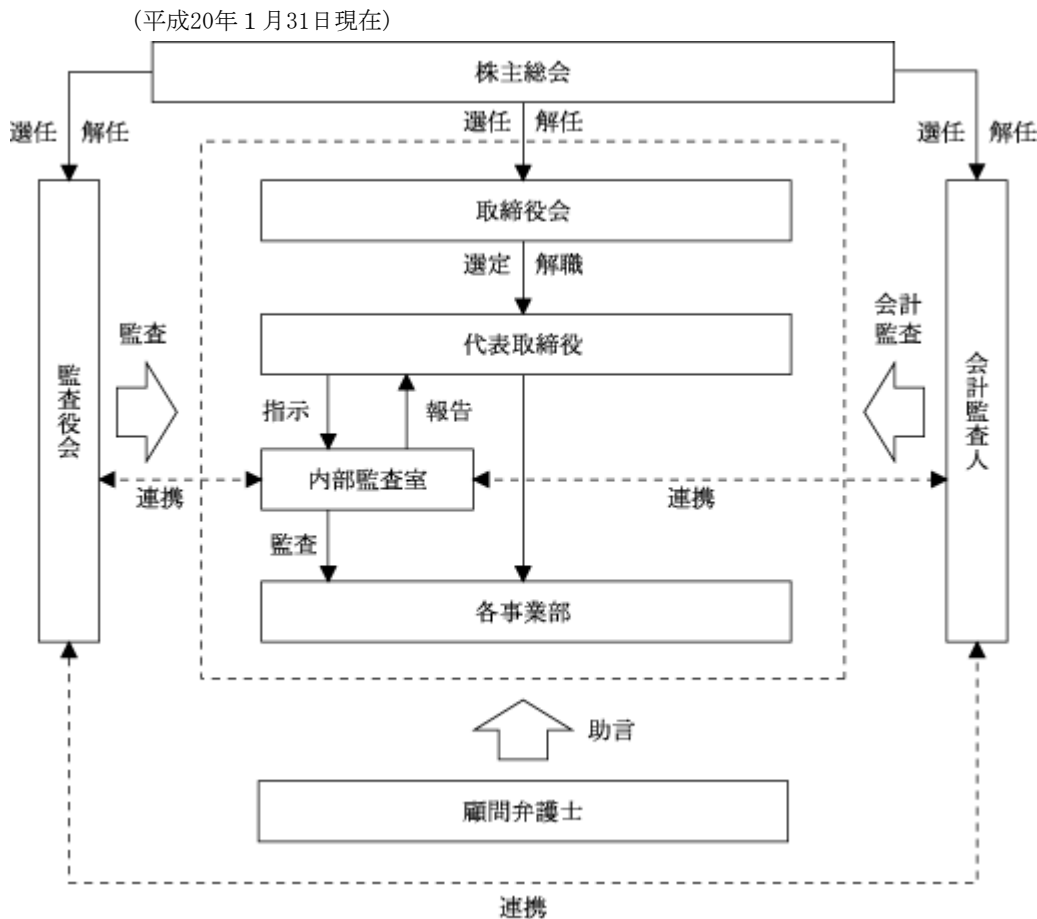 (平成20年１月31日現在)
株主総会
選任 解任
選任 解任
選任 解任
取締役会
選定 解職
代表取締役
監査
会計
監査
監査役会
会計監査人
指示
報告
内部監査室
連携
連携
監査
各事業部
助言
顧問弁護士
連携